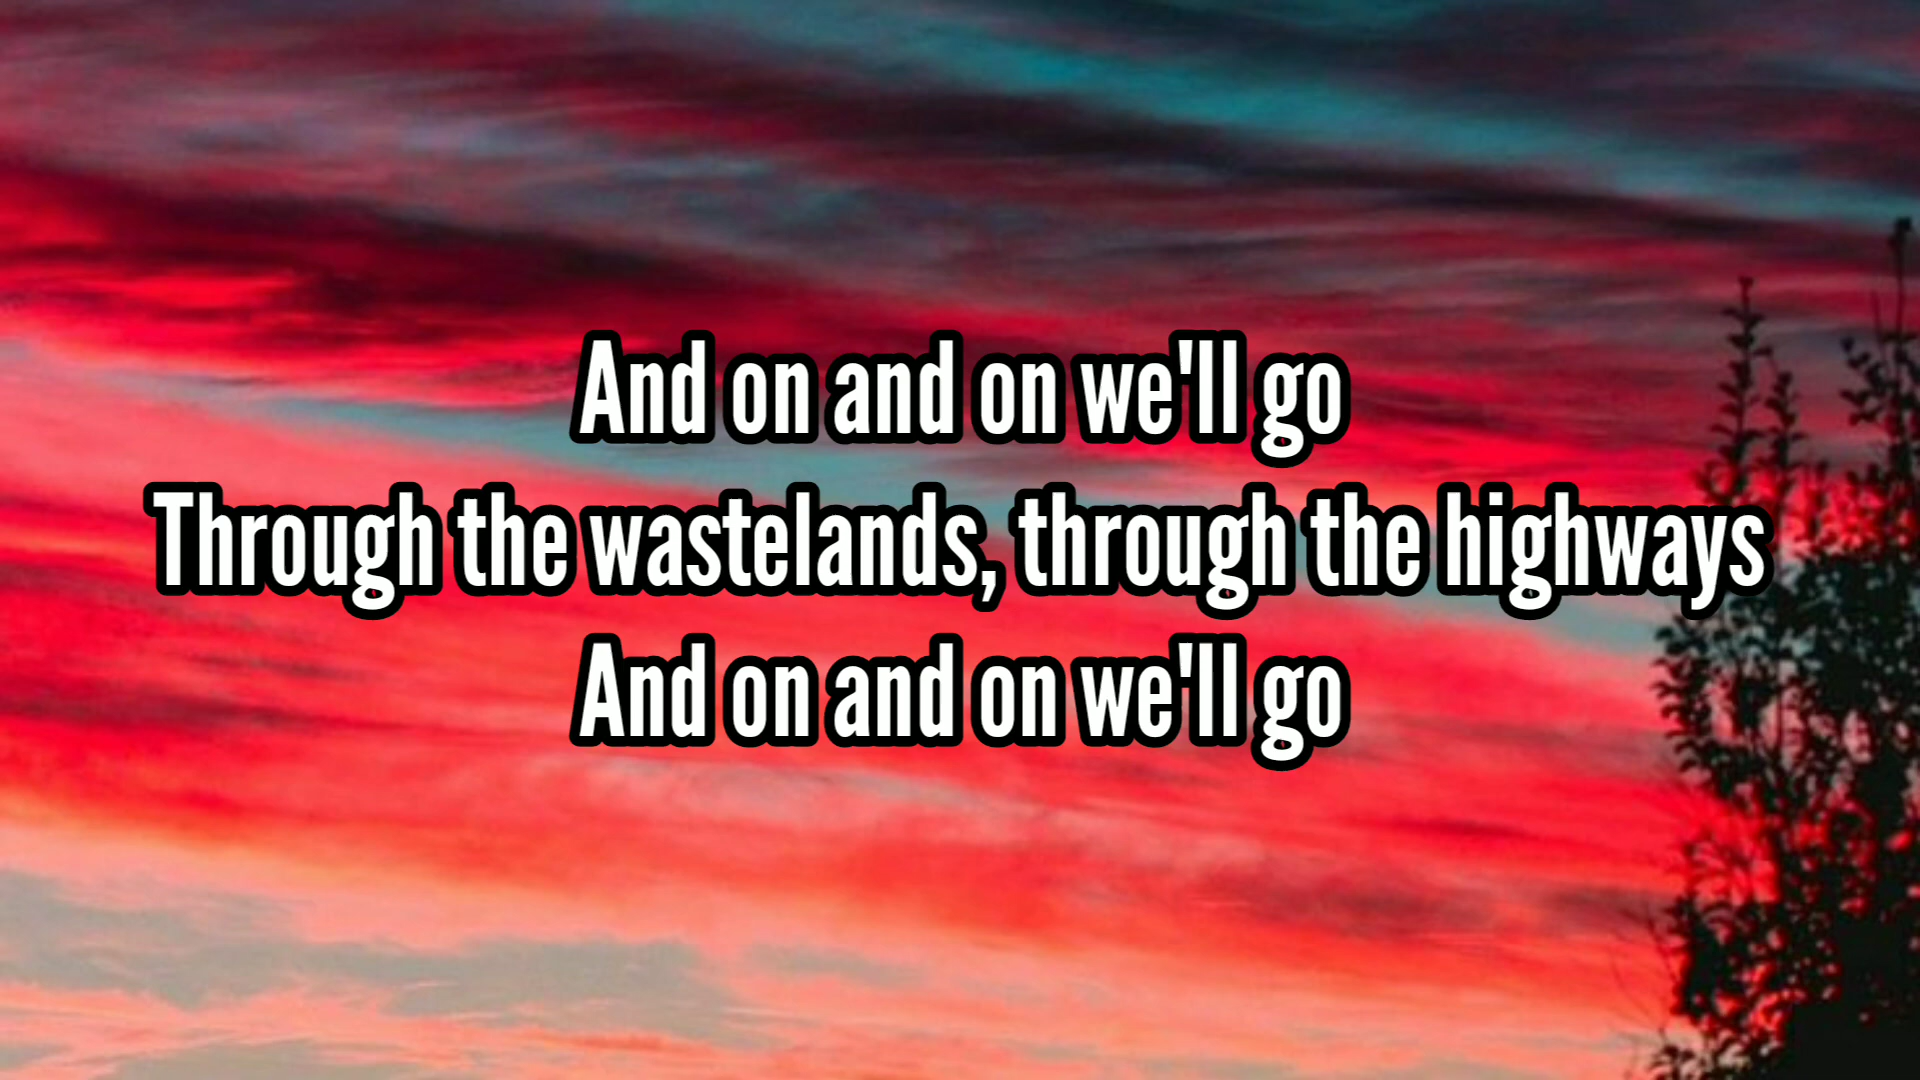 And on and on we'll go
Through the wastelands, through the highways
And on and on we'll go